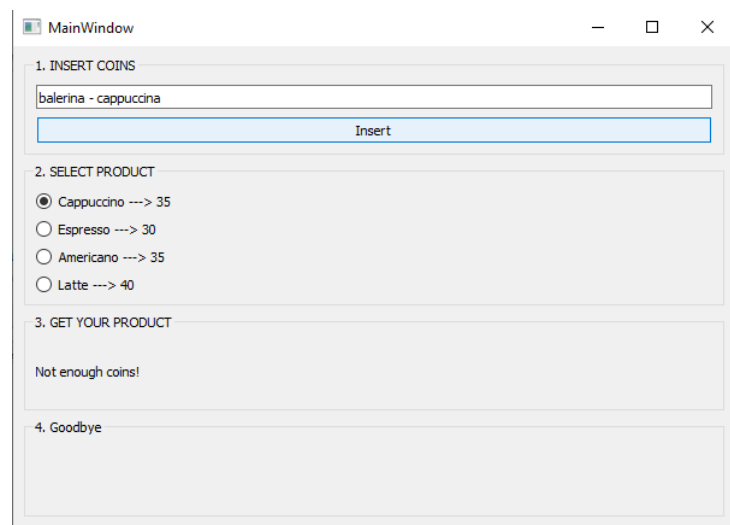 MainWindow
1. INSERT COINS
balerina - cappuccina
Insert
2. SELECT PRODUCT
Cappuccino ---> 35
Espresso ---> 30
Americano ---> 35
Latte ---> 40
3. GET YOUR PRODUCT
Not enough coins!
4. Goodbye